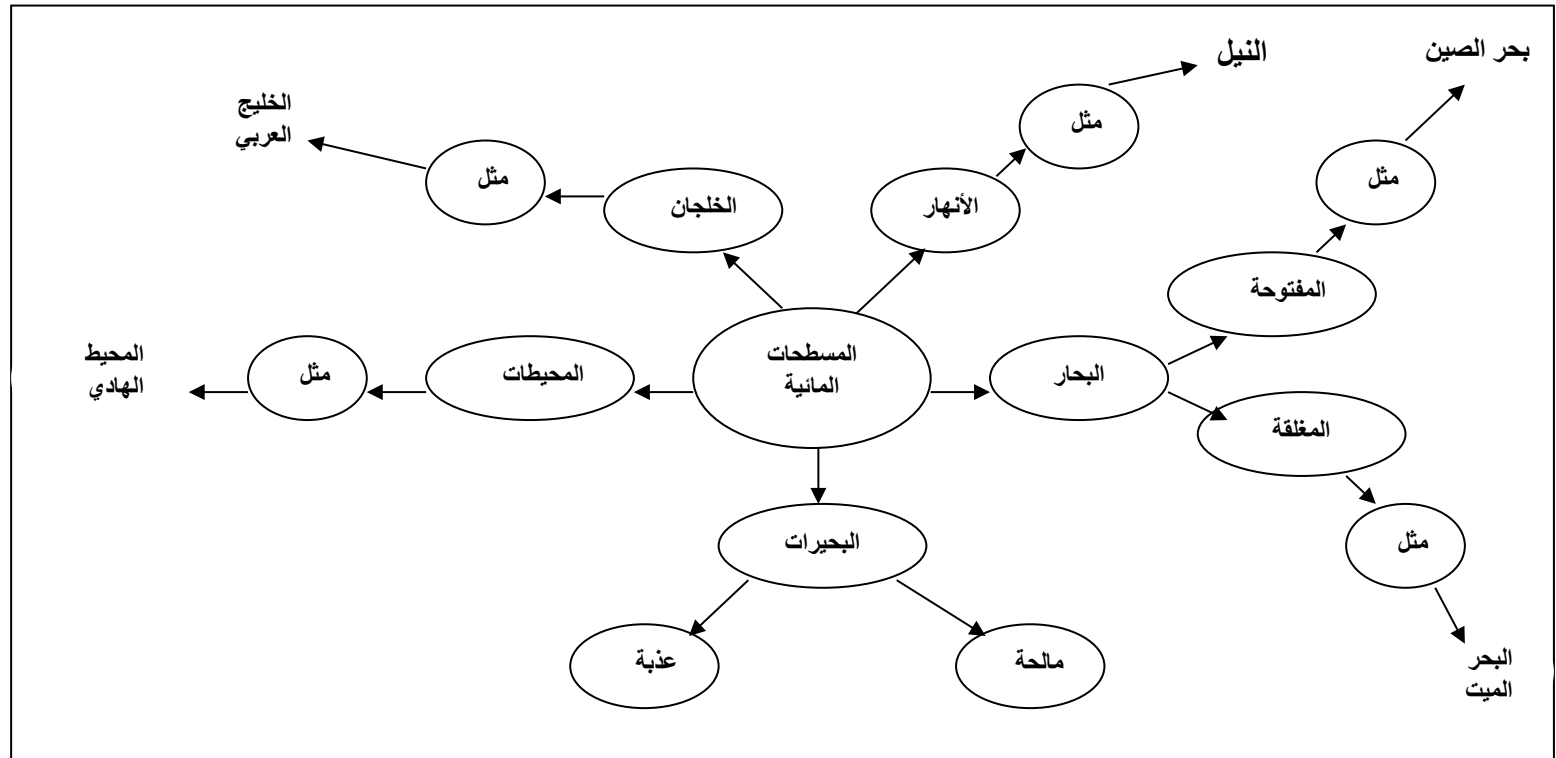 بحر الصين
النيل
الخليج
العربي
مثل
مثل
مثل
الأنهار
الخلجان
المفتوحة
المسطحات
المائية
البحار
المحيطات
مثل
المحيط
الهادي
المغلقة
البحيرات
مثل
مالحة
عذبة
البحر
الميت